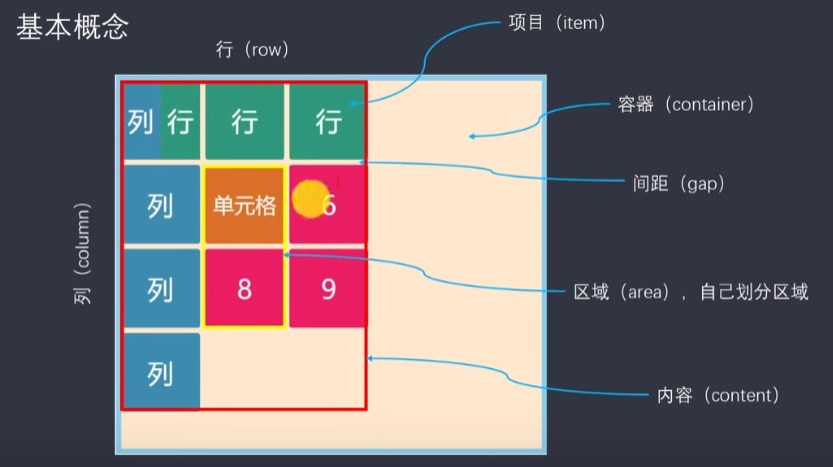 基本概念
项目（item）
行（row）
容器（container）
列 行 行 行
间距（gap）
列 单元格 6
列（column）
列 8 9
区域（area），自己划分区域
列
内容（content）